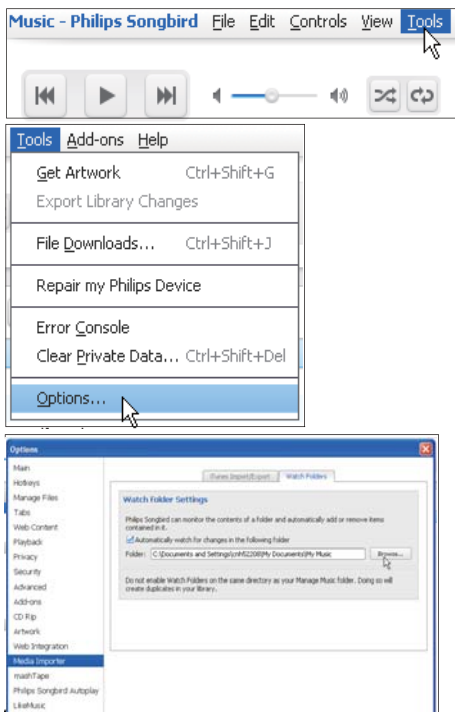 Music - Philips Songbird File Edit Controls View Tools
Tools Add-ons Help
Get Artwork Ctrl+Shift+G
Export Library Changes
File Downloads... Ctrl+Shift+J
Repair my Philips Device
Error Console
Clear Private Data... Ctrl+Shift+Del
Options...
Options
Main
Hotkeys
Manage Files
Tabs
Web Content
Playback
Privacy
Security
Advanced
Add-ons
CD Rip
Artwork
Web Integration
Media Importer
mashTape
Philips Songbird Autoplay
LikeMusic
iTunes Import/Export Watch Folders
Watch Folder Settings
Philips Songbird can monitor the contents of a folder and automatically add or remove items
contained in it.
Automatically watch for changes in the following folder
Folder: C:\Documents and Settings\cnh52208\My Documents\My Music Browse...
Do not enable Watch Folders on the same directory as your Manage Music folder. Doing so will
create duplicates in your library.